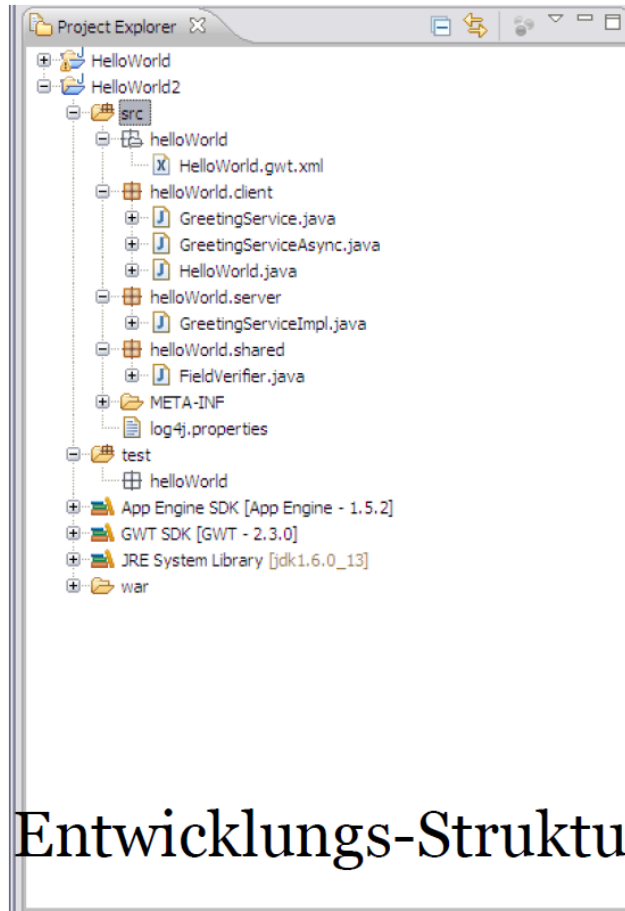 Project Explorer
HelloWorld
HelloWorld2
src
helloWorld
HelloWorld.gwt.xml
helloWorld.client
GreetingService.java
GreetingServiceAsync.java
HelloWorld.java
helloWorld.server
GreetingServiceImpl.java
helloWorld.shared
FieldVerifier.java
META-INF
log4j.properties
test
helloWorld
App Engine SDK [App Engine - 1.5.2]
GWT SDK [GWT - 2.3.0]
JRE System Library [jdk1.6.0_13]
war
Entwicklungs-Struktu